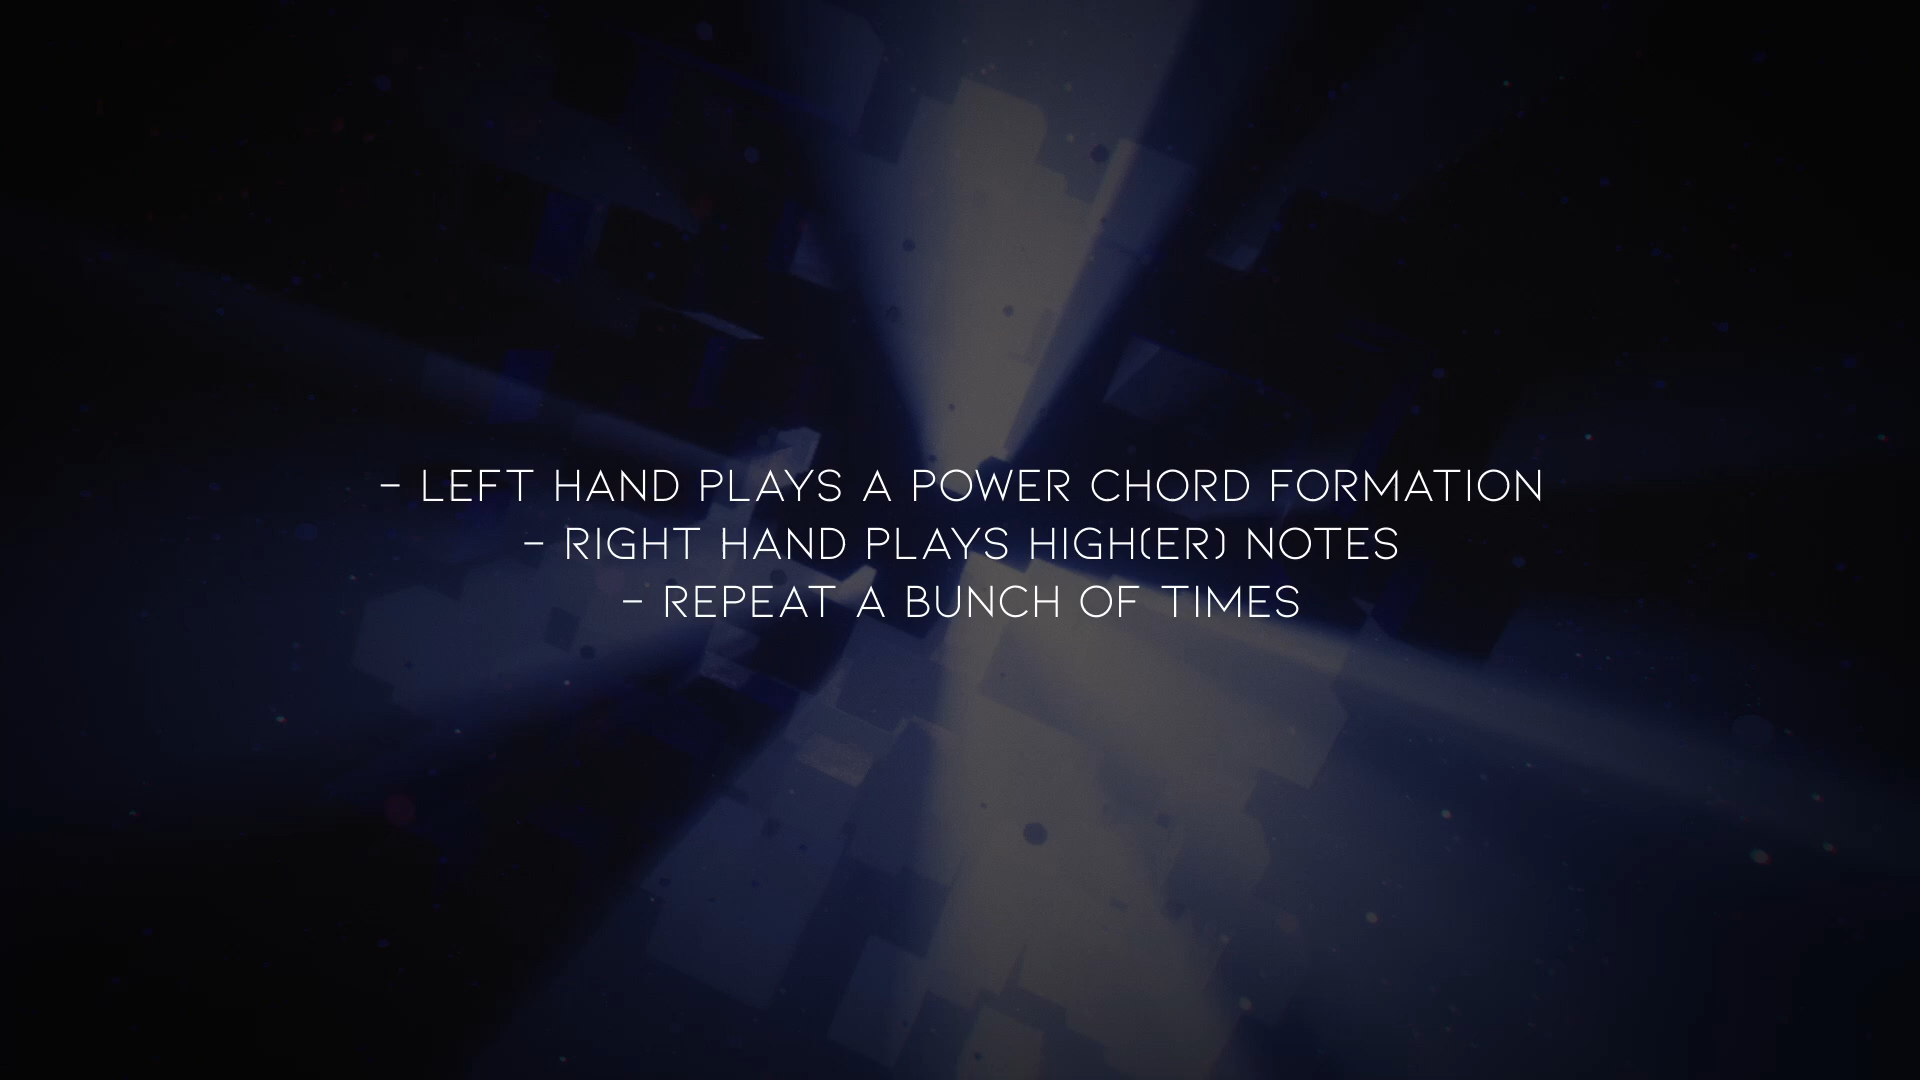 - LEFT HAND PLAYS A POWER CHORD FORMATION
- RIGHT HAND PLAYS HIGH(ER) NOTES
- REPEAT A BUNCH OF TIMES